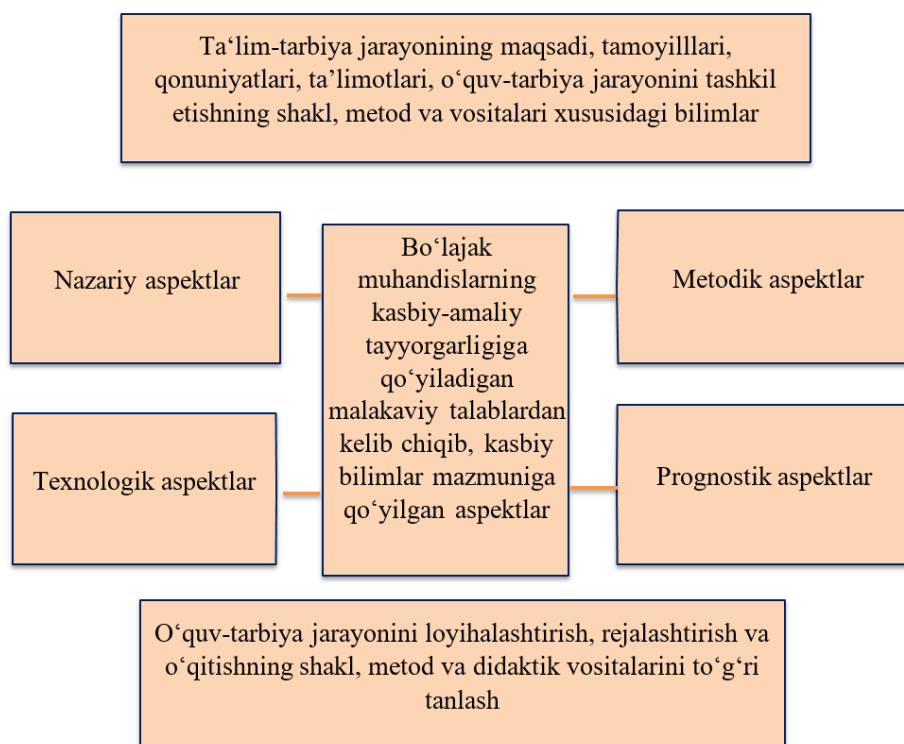 Ta‘lim-tarbiya jarayonining maqsadi, tamoyilllari,
qonuniyatlari, ta’limotlari, o‘quv-tarbiya jarayonini tashkil
etishning shakl, metod va vositalari xususidagi bilimlar
Nazariy aspektlar
Bo‘lajak
muhandislarning
kasbiy-amaliy
tayyorgarligiga
qo‘yiladigan
malakaviy talablardan
kelib chiqib, kasbiy
bilimlar mazmuniga
qo‘yilgan aspektlar
Metodik aspektlar
Texnologik aspektlar
Prognostik aspektlar
O‘quv-tarbiya jarayonini loyihalashtirish, rejalashtirish va
o‘qitishning shakl, metod va didaktik vositalarini to‘g‘ri
tanlash